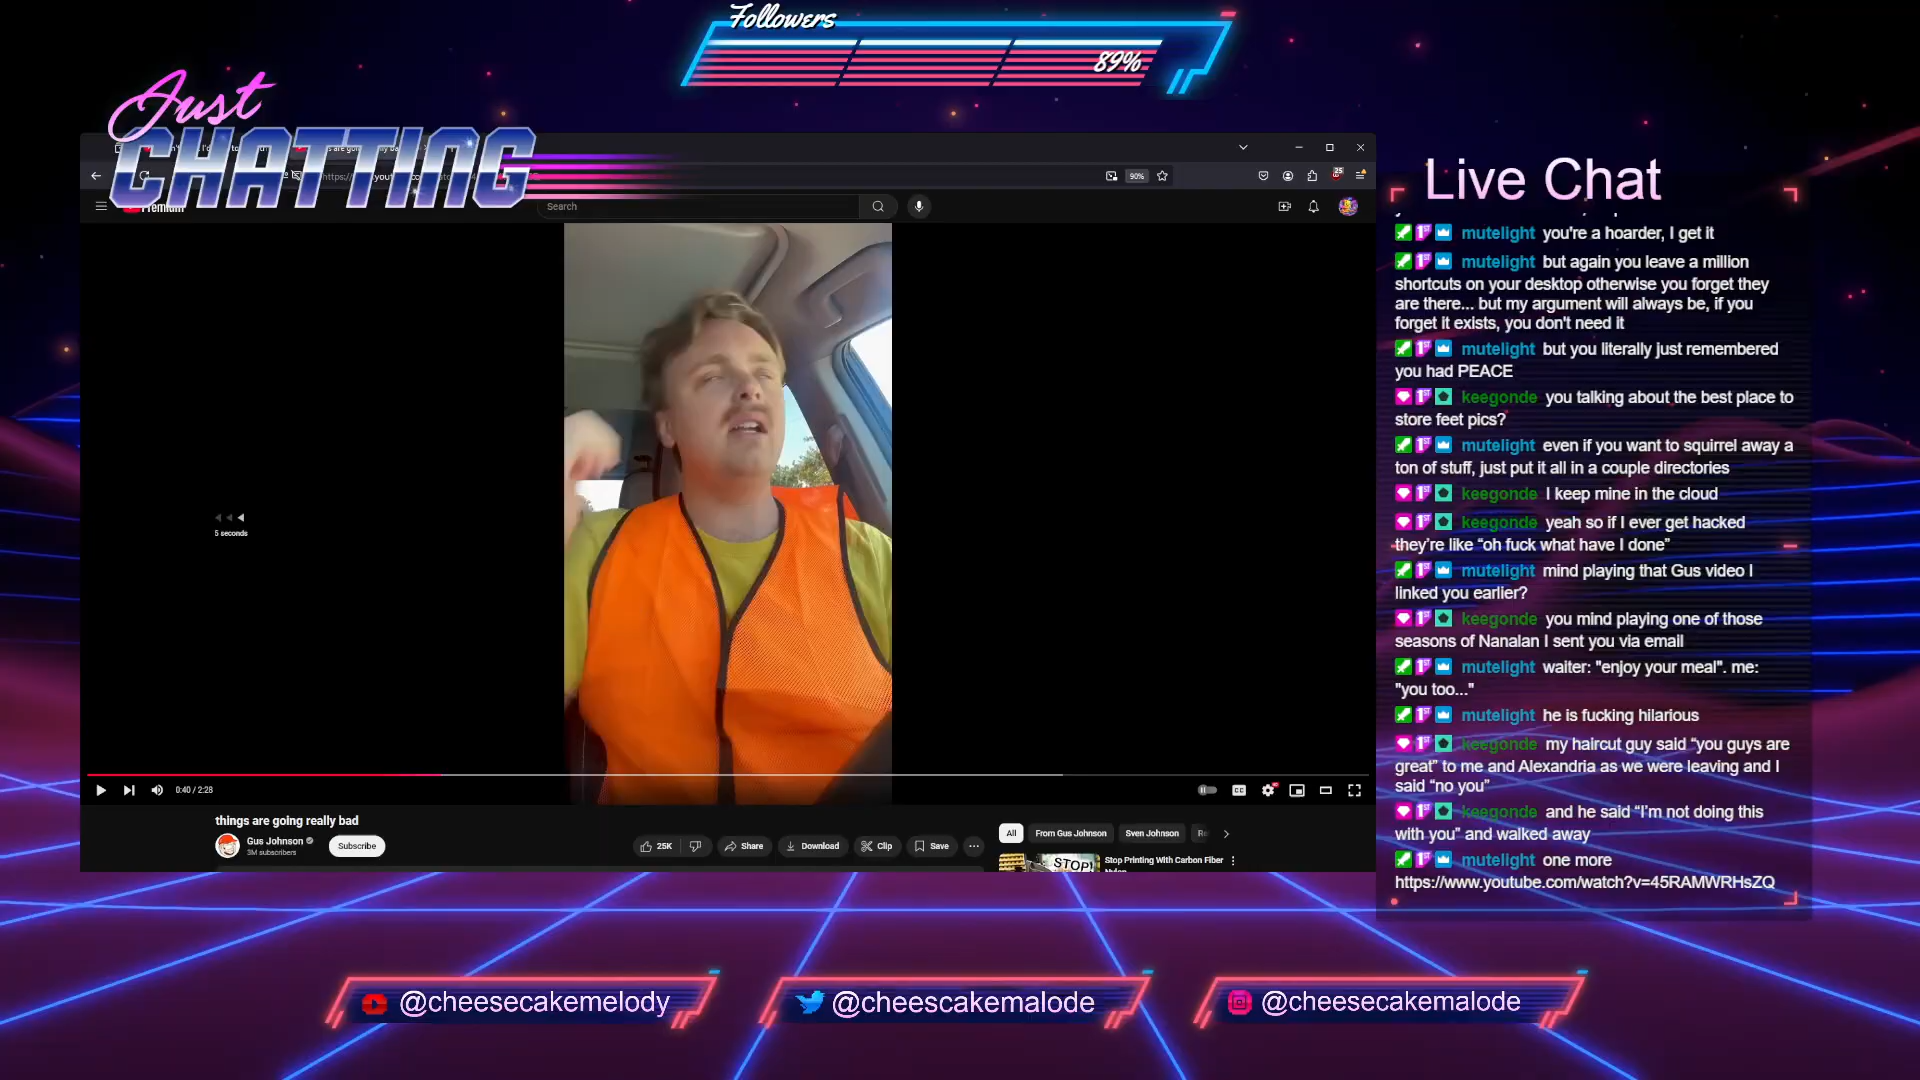 Followers
89%
Just
CHATTING
90%
25
Premium
Search
5 seconds
0:40 / 2:28
things are going really bad
Gus Johnson
3M subscribers
Subscribe
25K
Share
Download
Clip
Save
All
From Gus Johnson
Sven Johnson
STOP!
Stop Printing With Carbon Fiber
Live Chat
mutelight you're a hoarder, I get it
mutelight but again you leave a million
shortcuts on your desktop otherwise you forget they
are there... but my argument will always be, if you
forget it exists, you don't need it
mutelight but you literally just remembered
you had PEACE
keegonde you talking about the best place to
store feet pics?
mutelight even if you want to squirrel away a
ton of stuff, just put it all in a couple directories
keegonde I keep mine in the cloud
keegonde yeah so if I ever get hacked
they're like “oh fuck what have I done”
mutelight mind playing that Gus video I
linked you earlier?
keegonde you mind playing one of those
seasons of Nanalan I sent you via email
mutelight waiter: "enjoy your meal". me:
"you too..."
mutelight he is fucking hilarious
keegonde my haircut guy said “you guys are
great” to me and Alexandria as we were leaving and I
said “no you”
keegonde and he said “I'm not doing this
with you” and walked away
mutelight one more
https://www.youtube.com/watch?v=45RAMWRHsZQ
@cheesecakemelody
@cheescakemalode
@cheesecakemalode